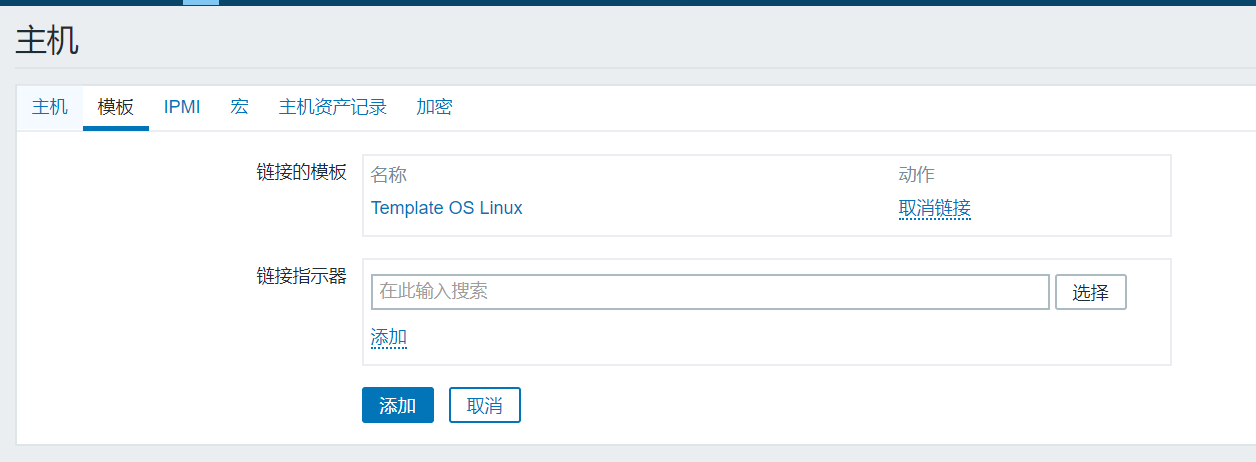 主机
主机 模板 IPMI 宏 主机资产记录 加密
链接的模板 名称 动作
Template OS Linux 取消链接
链接指示器 在此输入搜索 选择
添加
添加 取消